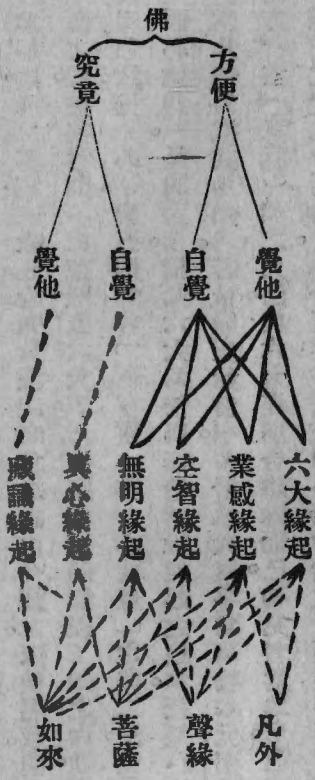 佛
方便
究竟
覺他
自覺
自覺
覺他
六大緣起
業感緣起
空智緣起
無明緣起
真心緣起
藏識緣起
凡外
聲緣
菩薩
如來